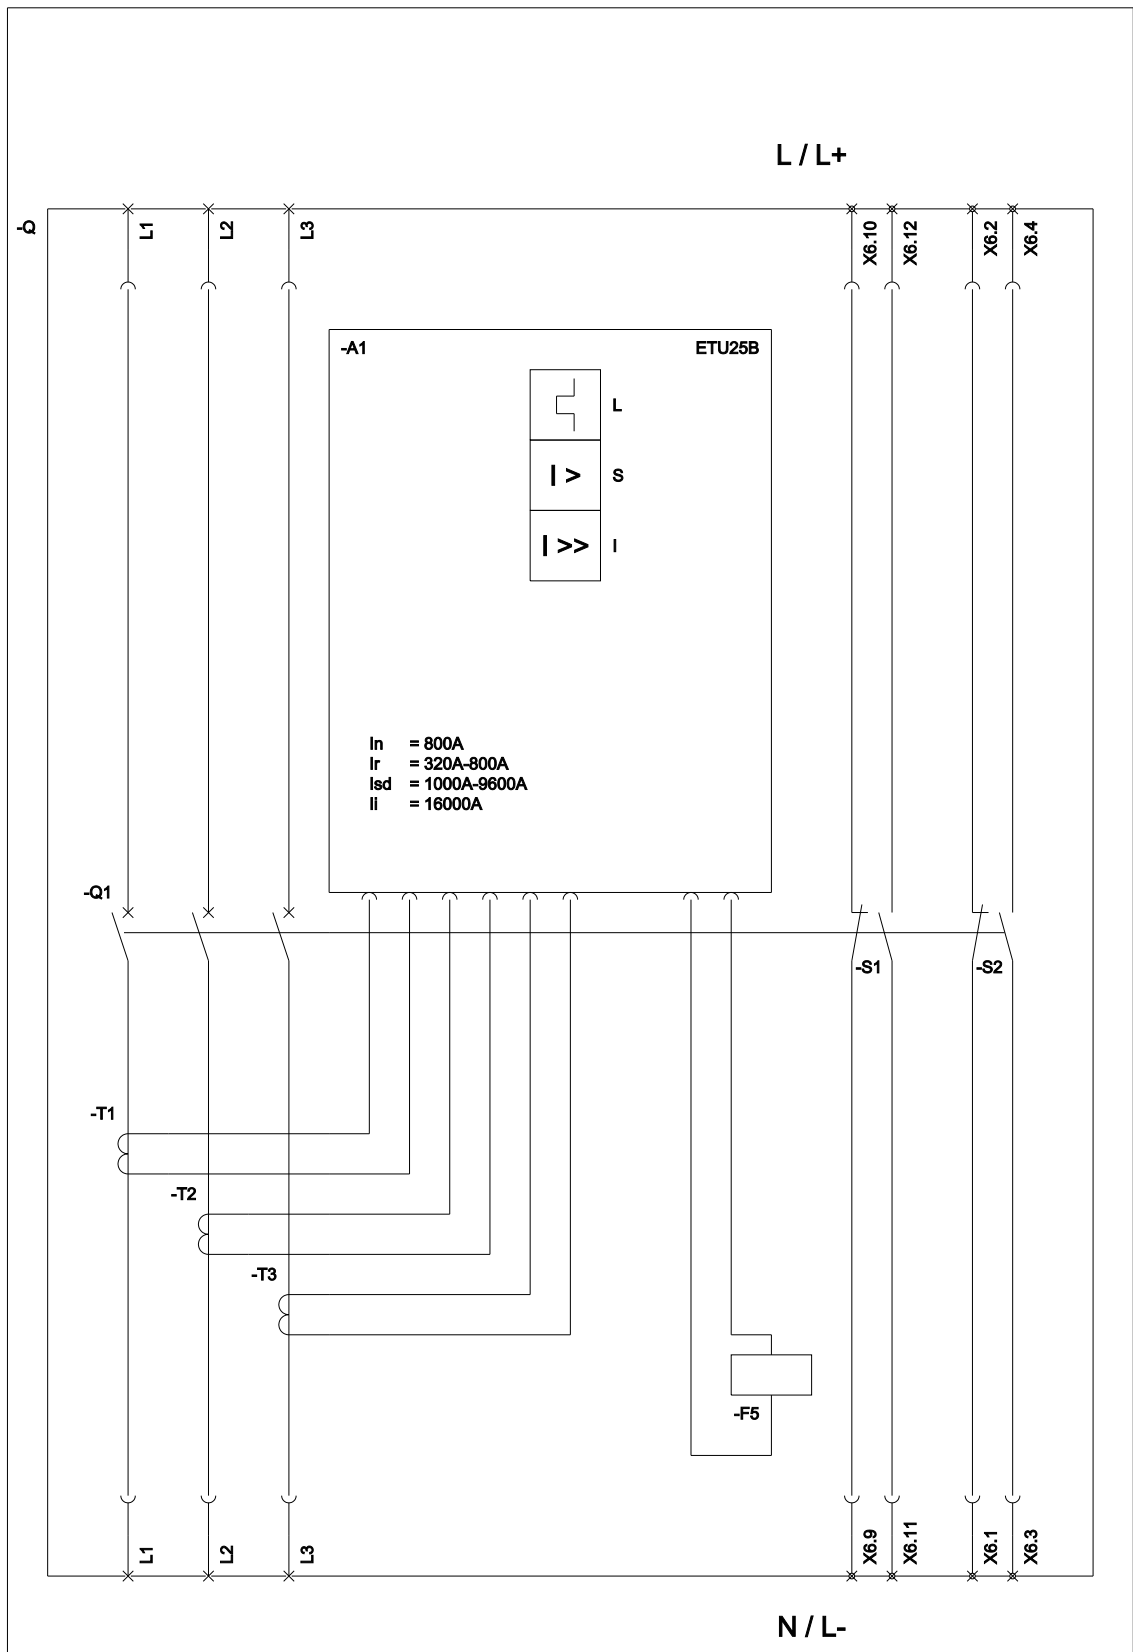 L / L+
-Q
L1
L2
L3
X6.10
X6.12
X6.2
X6.4
-A1
ETU25B
L
I >
S
I >>
I
In = 800A
Ir = 320A-800A
Isd = 1000A-9600A
Ii = 16000A
-Q1
-S1
-S2
-T1
-T2
-T3
-F5
L1
L2
L3
X6.9
X6.11
X6.1
X6.3
N / L-